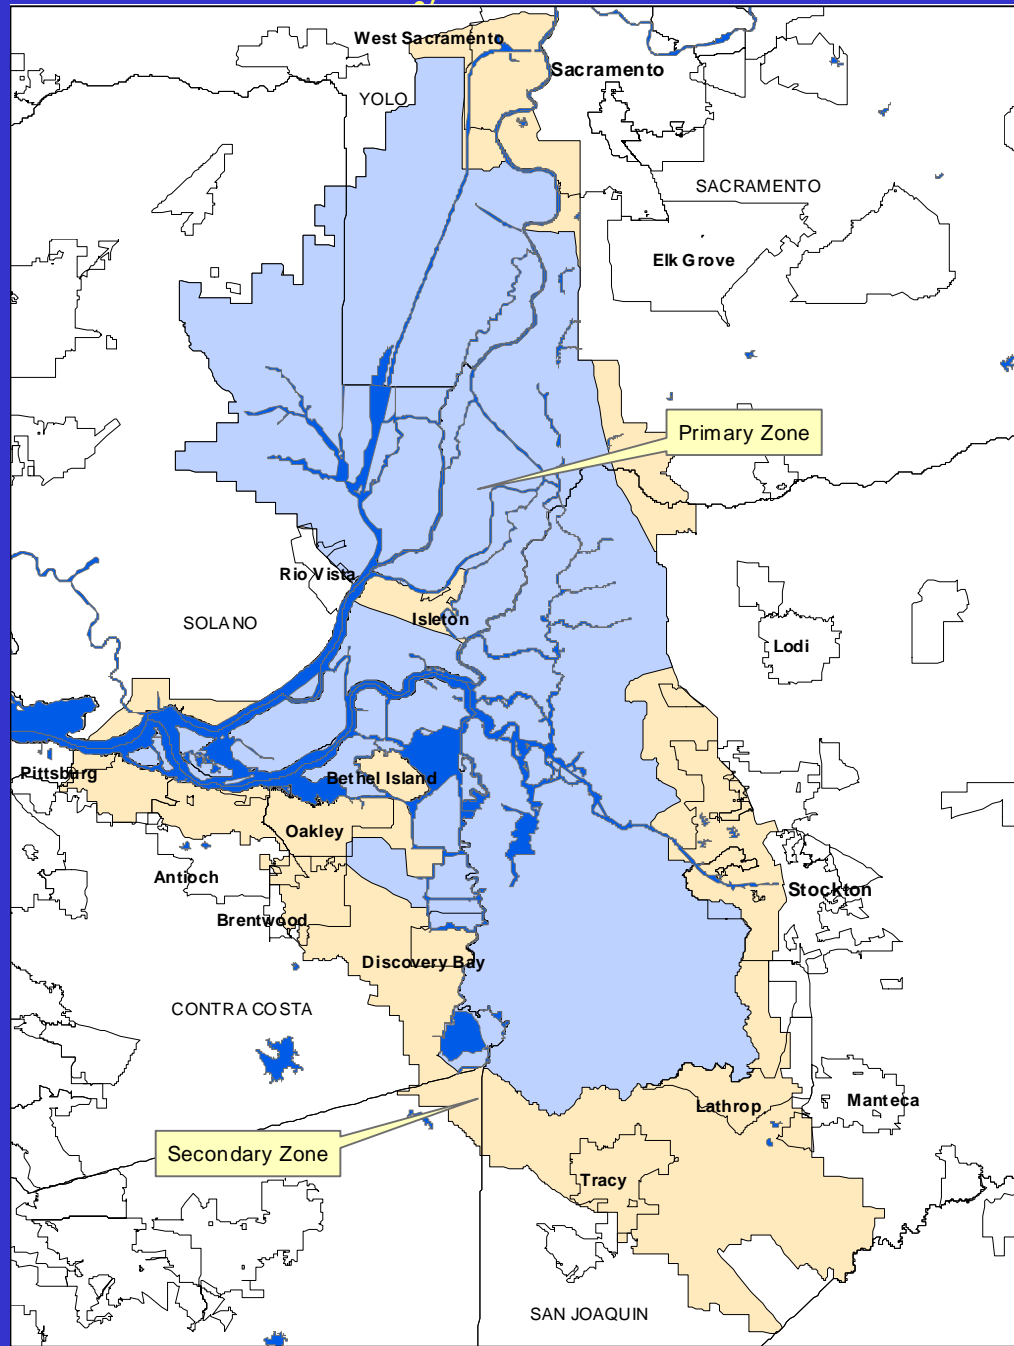 West Sacramento
Sacramento
YOLO
SACRAMENTO
Elk Grove
Primary Zone
Rio Vista
Isleton
SOLANO
Lodi
Pittsburg
Bethel Island
Oakley
Antioch
Stockton
Brentwood
Discovery Bay
CONTRA COSTA
Lathrop
Manteca
Secondary Zone
Tracy
SAN JOAQUIN